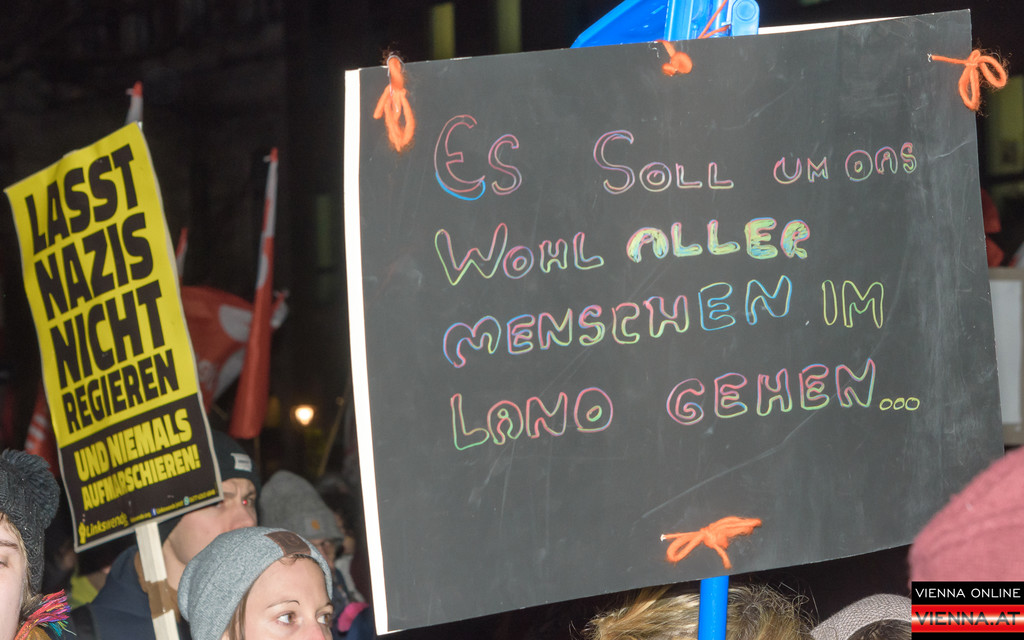 LASST
NAZIS
NICHT
REGIEREN
UND NIEMALS
AUFMARSCHIEREN!
Linkswende
Es SOLL UM DAS
WOHL ALLER
MENSCHEN IM
LAND GEHEN...
VIENNA ONLINE
VIENNA.AT